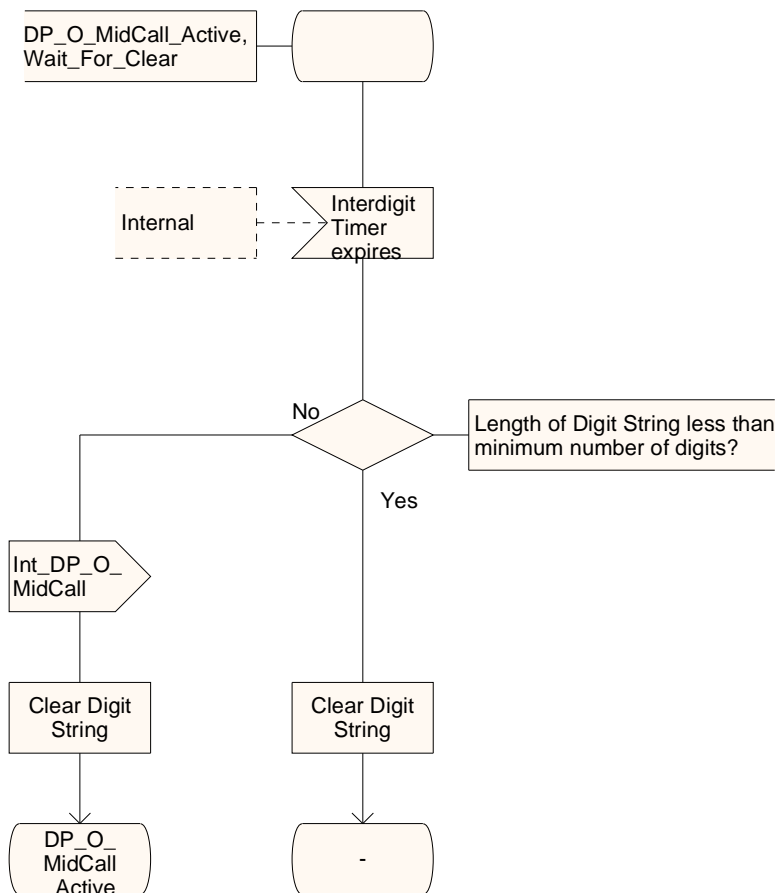 DP_O_MidCall_Active,
Wait_For_Clear
Internal
Interdigit
Timer
expires
No
Length of Digit String less than
minimum number of digits?
Yes
Int_DP_O_
MidCall
Clear Digit
String
Clear Digit
String
DP_O_
MidCall
_Active
-